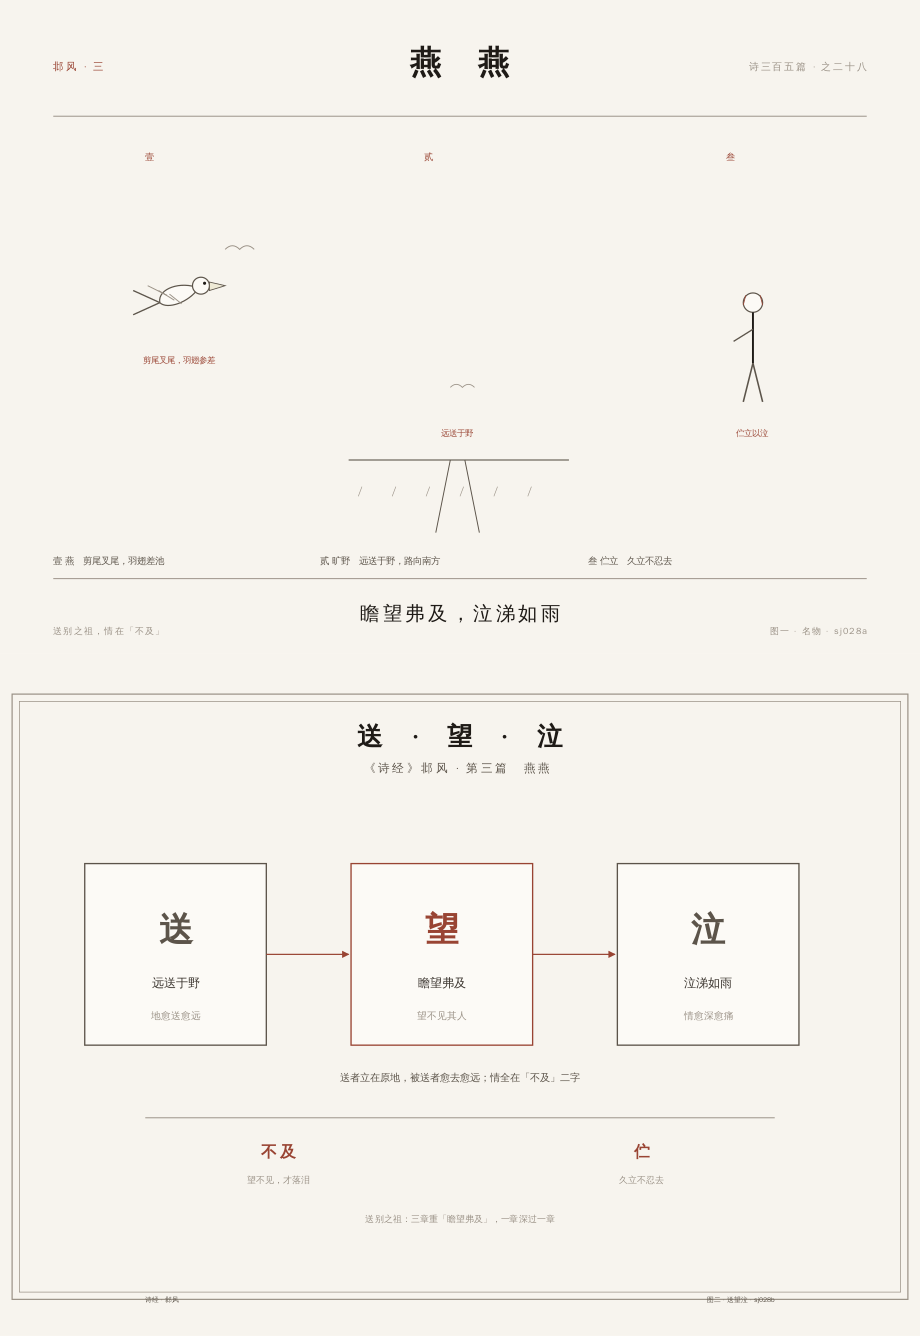 邶风 · 三
燕 燕
诗三百五篇 · 之二十八
壹
贰
叁
剪尾叉尾，羽翅参差
远送于野
伫立以泣
壹 燕　剪尾叉尾，羽翅差池
贰 旷野　远送于野，路向南方
叁 伫立　久立不忍去
瞻望弗及，泣涕如雨
送别之祖，情在「不及」
图一 · 名物 · sj028a
送 · 望 · 泣
《诗经》邶风 · 第三篇　燕燕
送
望
泣
远送于野
瞻望弗及
泣涕如雨
地愈送愈远
望不见其人
情愈深愈痛
送者立在原地，被送者愈去愈远；情全在「不及」二字
不及
伫
望不见，才落泪
久立不忍去
送别之祖：三章重「瞻望弗及」，一章深过一章
诗经 · 邶风
图二 · 送望泣 · sj028b